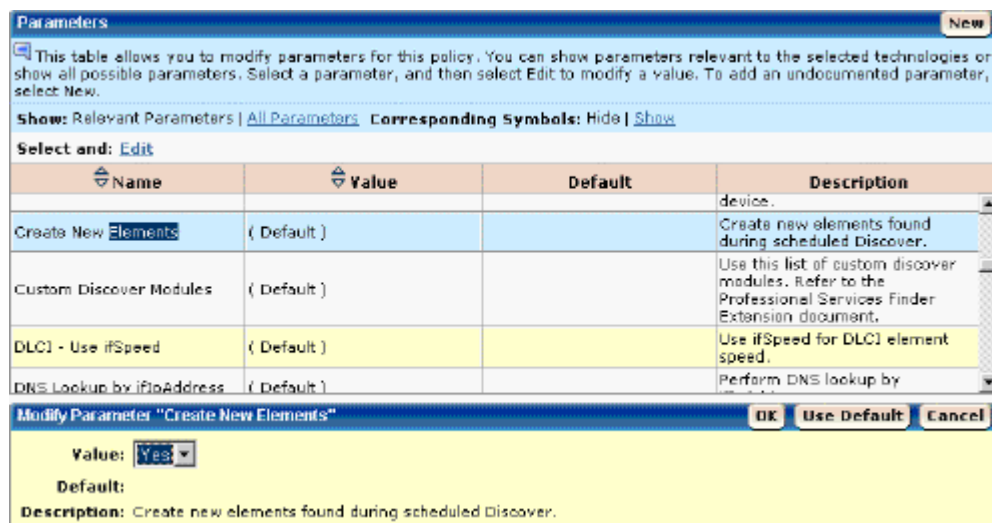 Parameters New
This table allows you to modify parameters for this policy. You can show parameters relevant to the selected technologies or
show all possible parameters. Select a parameter, and then select Edit to modify a value. To add an undocumented parameter,
select New.
Show: Relevant Parameters | All Parameters Corresponding Symbols: Hide | Show
Select and: Edit
Name Value Default Description
device.
Create New Elements ( Default ) Create new elements found
during scheduled Discover.
Custom Discover Modules ( Default ) Use this list of custom discover
modules. Refer to the
Professional Services Finder
Extension document.
DLCI - Use ifSpeed ( Default ) Use ifSpeed for DLCI element
speed.
DNS Lookup by ifIpAddress ( Default ) Perform DNS lookup by
Modify Parameter "Create New Elements" OK Use Default Cancel
Value: Yes
Default:
Description: Create new elements found during scheduled Discover.